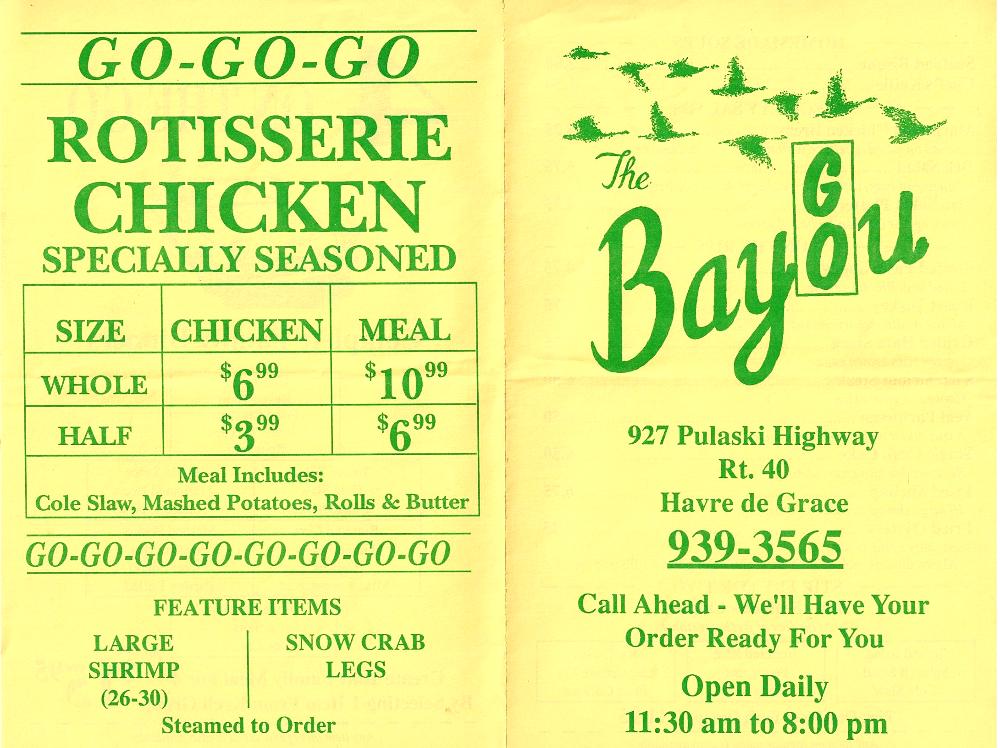 GO-GO-GO
ROTISSERIE
CHICKEN
SPECIALLY SEASONED
SIZE CHICKEN MEAL
WHOLE $6.99 $10.99
HALF $3.99 $6.99
Meal Includes:
Cole Slaw, Mashed Potatoes, Rolls & Butter
GO-GO-GO-GO-GO-GO-GO-GO
FEATURE ITEMS
LARGE
SHRIMP
(26-30)
SNOW CRAB
LEGS
Steamed to Order
The
Bayou
GO
927 Pulaski Highway
Rt. 40
Havre de Grace
939-3565
Call Ahead - We'll Have Your
Order Ready For You
Open Daily
11:30 am to 8:00 pm